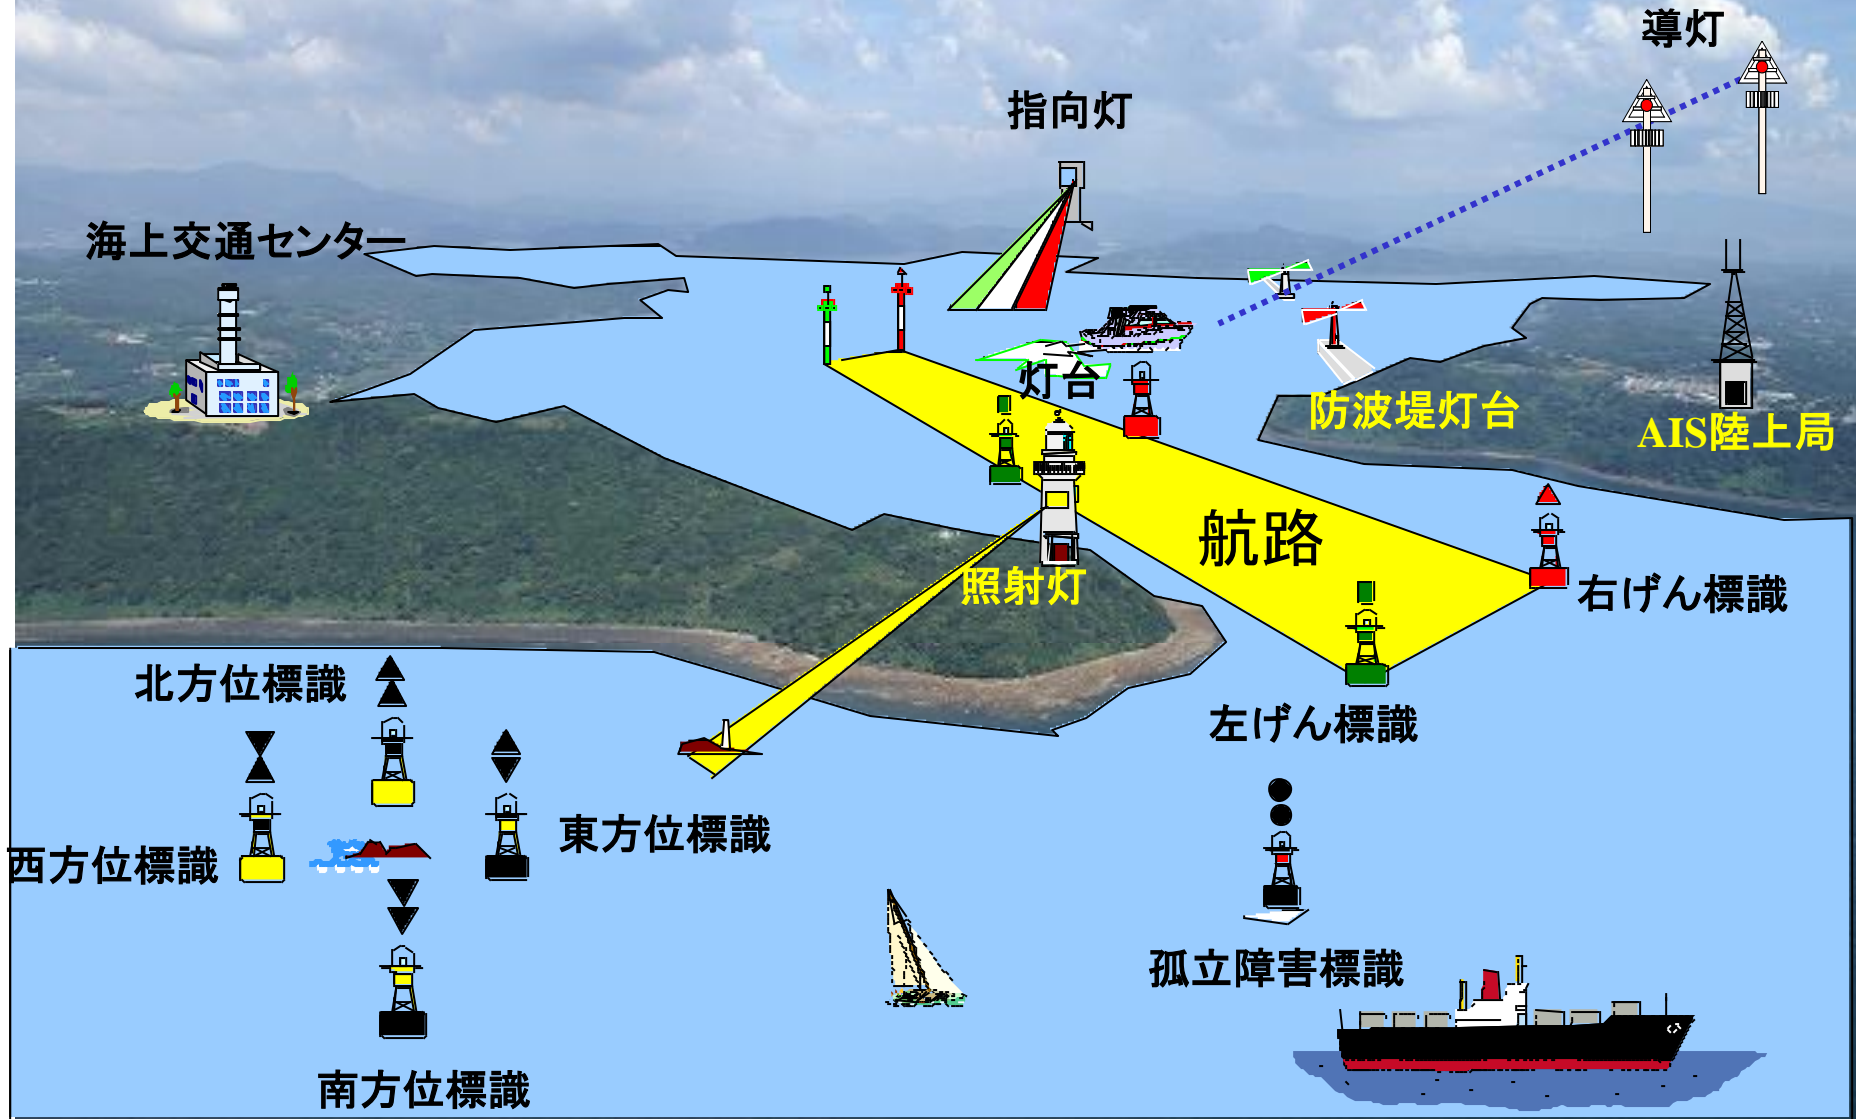 導灯
指向灯
海上交通センター
灯台
防波堤灯台
AIS陸上局
航路
照射灯
右げん標識
北方位標識
左げん標識
東方位標識
西方位標識
孤立障害標識
南方位標識